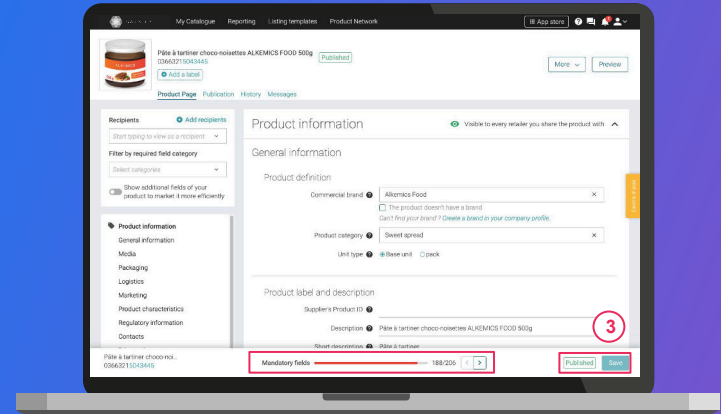 My Catalogue Reporting Listing templates Product Network App store
Pâte à tartiner choco-noisettes ALKEMICS FOOD 500g
03663215043445
Published
Add a label
More
Preview
Product Page Publication History Messages
Recipients
Add recipients
Start typing to view as a recipient
Filter by required field category
Select categories
Show additional fields of your
product to market it more efficiently
Product information
General information
Media
Packaging
Logistics
Marketing
Product characteristics
Regulatory information
Contacts
Product information
Visible to every retailer you share the product with
General information
Product definition
Commercial brand
Alkemics Food
The product doesn't have a brand
Can't find your brand ? Create a brand in your company profile.
Product category
Sweet spread
Unit type
Base unit
pack
Product label and description
Supplier's Product ID
Description
Pâte à tartiner choco-noisettes ALKEMICS FOOD 500g
Short description
Pâte à tartiner
3
Pâte à tartiner choco-noi...
03663215043445
Mandatory fields
188/206
Published
Save